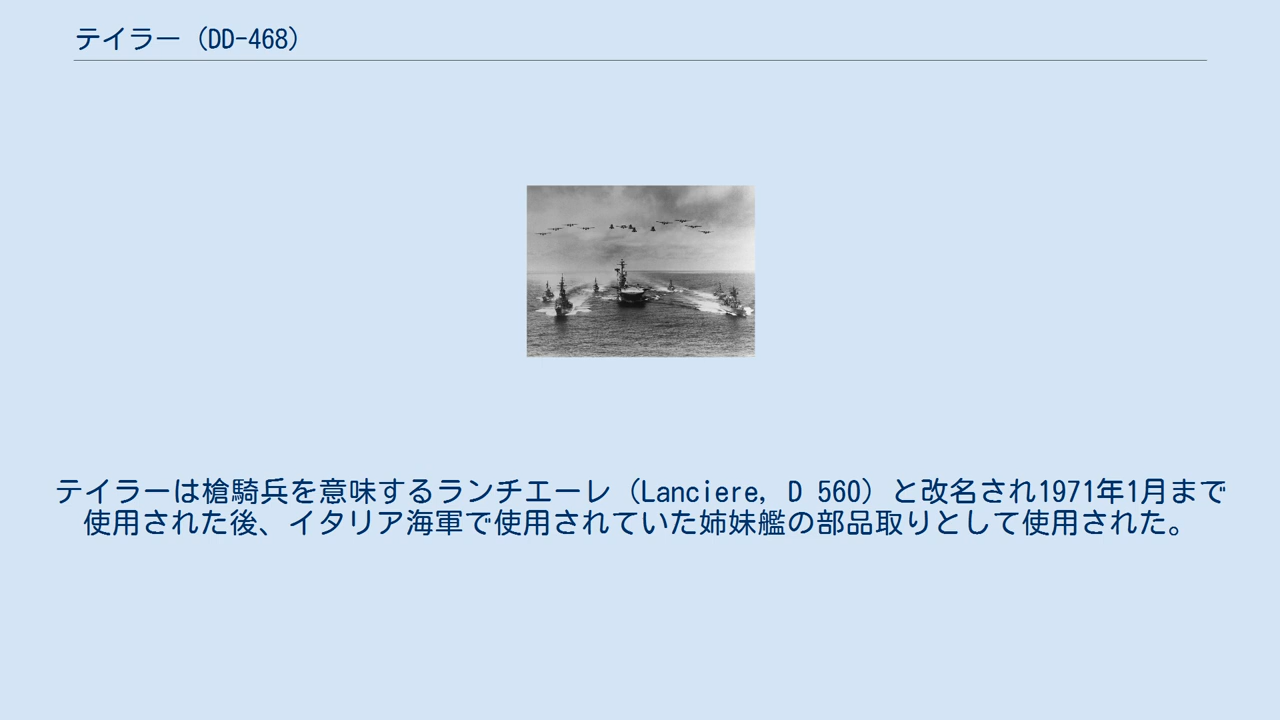 テイラー（DD-468）
テイラーは槍騎兵を意味するランチエーレ（Lanciere, D 560）と改名され1971年1月まで
使用された後、イタリア海軍で使用されていた姉妹艦の部品取りとして使用された。